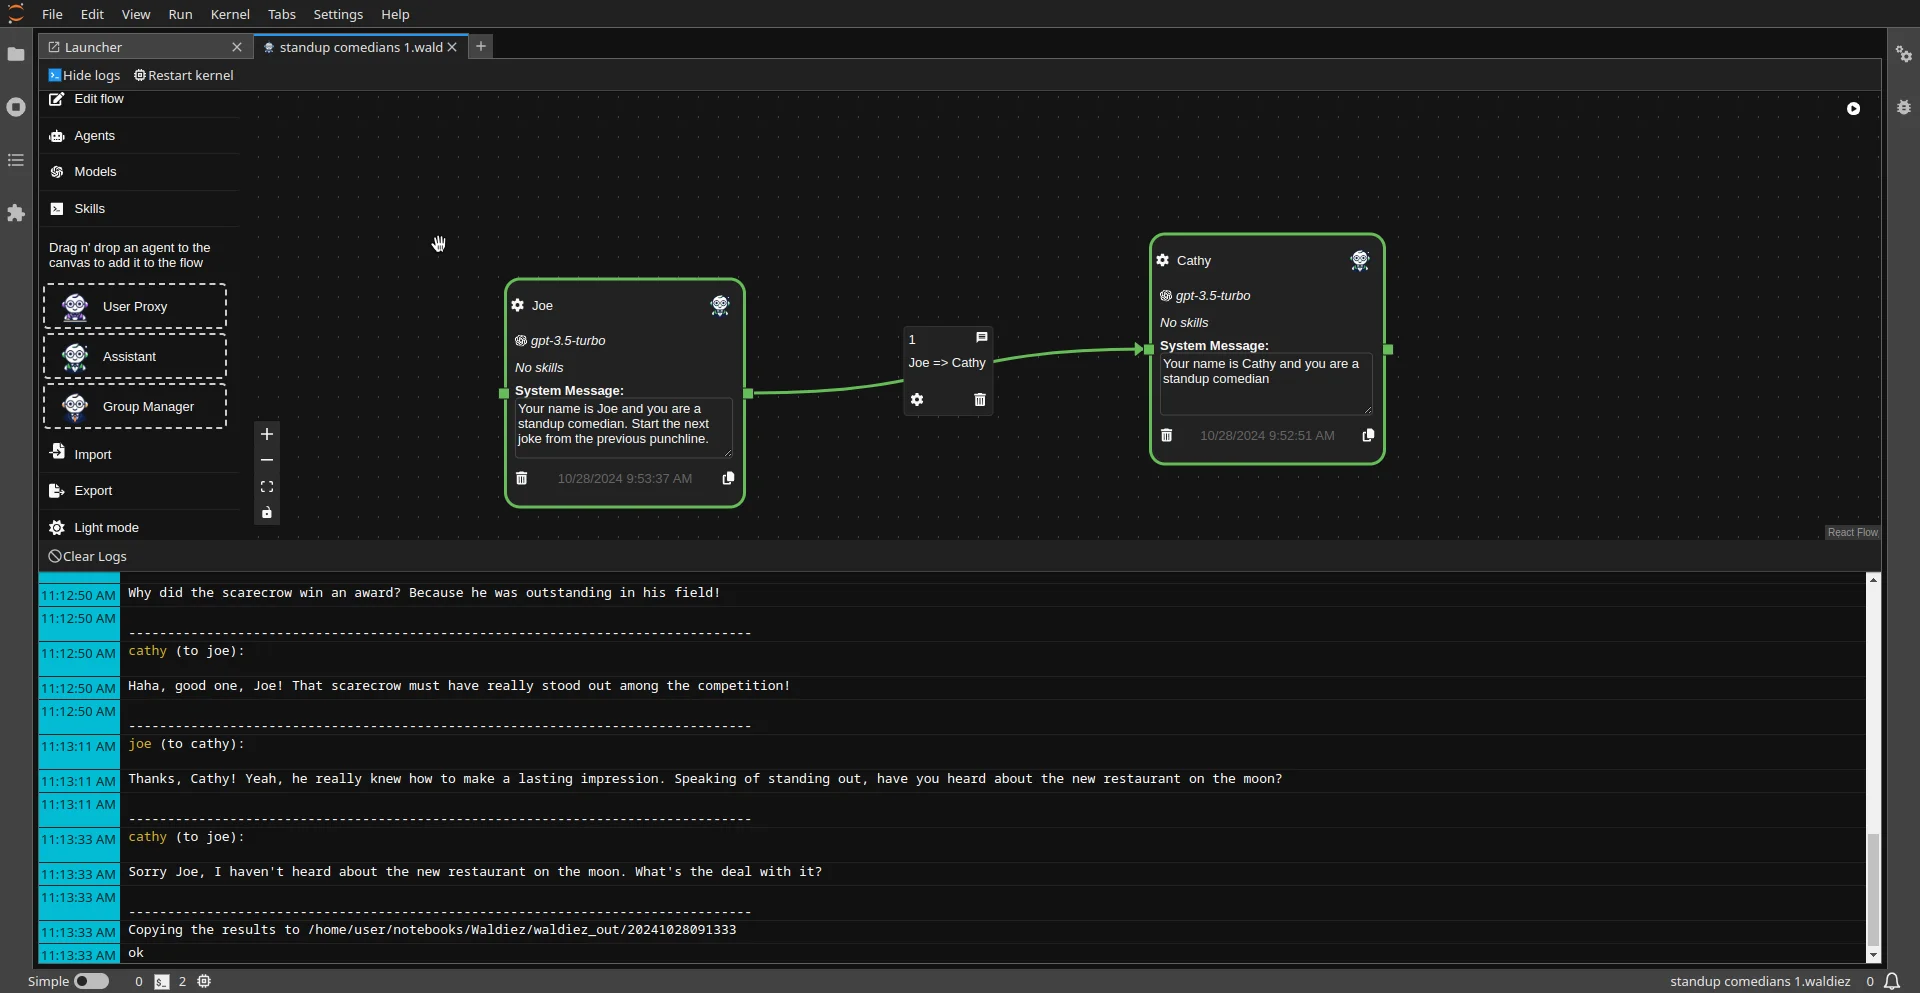 File Edit View Run Kernel Tabs Settings Help
Launcher
standup comedians 1.wald
Hide logs
Restart kernel
Edit flow
Agents
Models
Skills
Drag n' drop an agent to the
canvas to add it to the flow
User Proxy
Assistant
Group Manager
Import
Export
Light mode
Joe
gpt-3.5-turbo
No skills
System Message:
Your name is Joe and you are a
standup comedian. Start the next
joke from the previous punchline.
10/28/2024 9:53:37 AM
1
Joe => Cathy
Cathy
gpt-3.5-turbo
No skills
System Message:
Your name is Cathy and you are a
standup comedian
10/28/2024 9:52:51 AM
React Flow
Clear Logs
11:12:50 AM Why did the scarecrow win an award? Because he was outstanding in his field!
11:12:50 AM
--------------------------------------------------------------------------------
11:12:50 AM cathy (to joe):
11:12:50 AM Haha, good one, Joe! That scarecrow must have really stood out among the competition!
11:12:50 AM
--------------------------------------------------------------------------------
11:13:11 AM joe (to cathy):
11:13:11 AM Thanks, Cathy! Yeah, he really knew how to make a lasting impression. Speaking of standing out, have you heard about the new restaurant on the moon?
11:13:11 AM
--------------------------------------------------------------------------------
11:13:33 AM cathy (to joe):
11:13:33 AM Sorry Joe, I haven't heard about the new restaurant on the moon. What's the deal with it?
11:13:33 AM
--------------------------------------------------------------------------------
11:13:33 AM Copying the results to /home/user/notebooks/Waldiez/waldiez_out/20241028091333
11:13:33 AM ok
Simple 0 2 standup comedians 1.waldiez 0